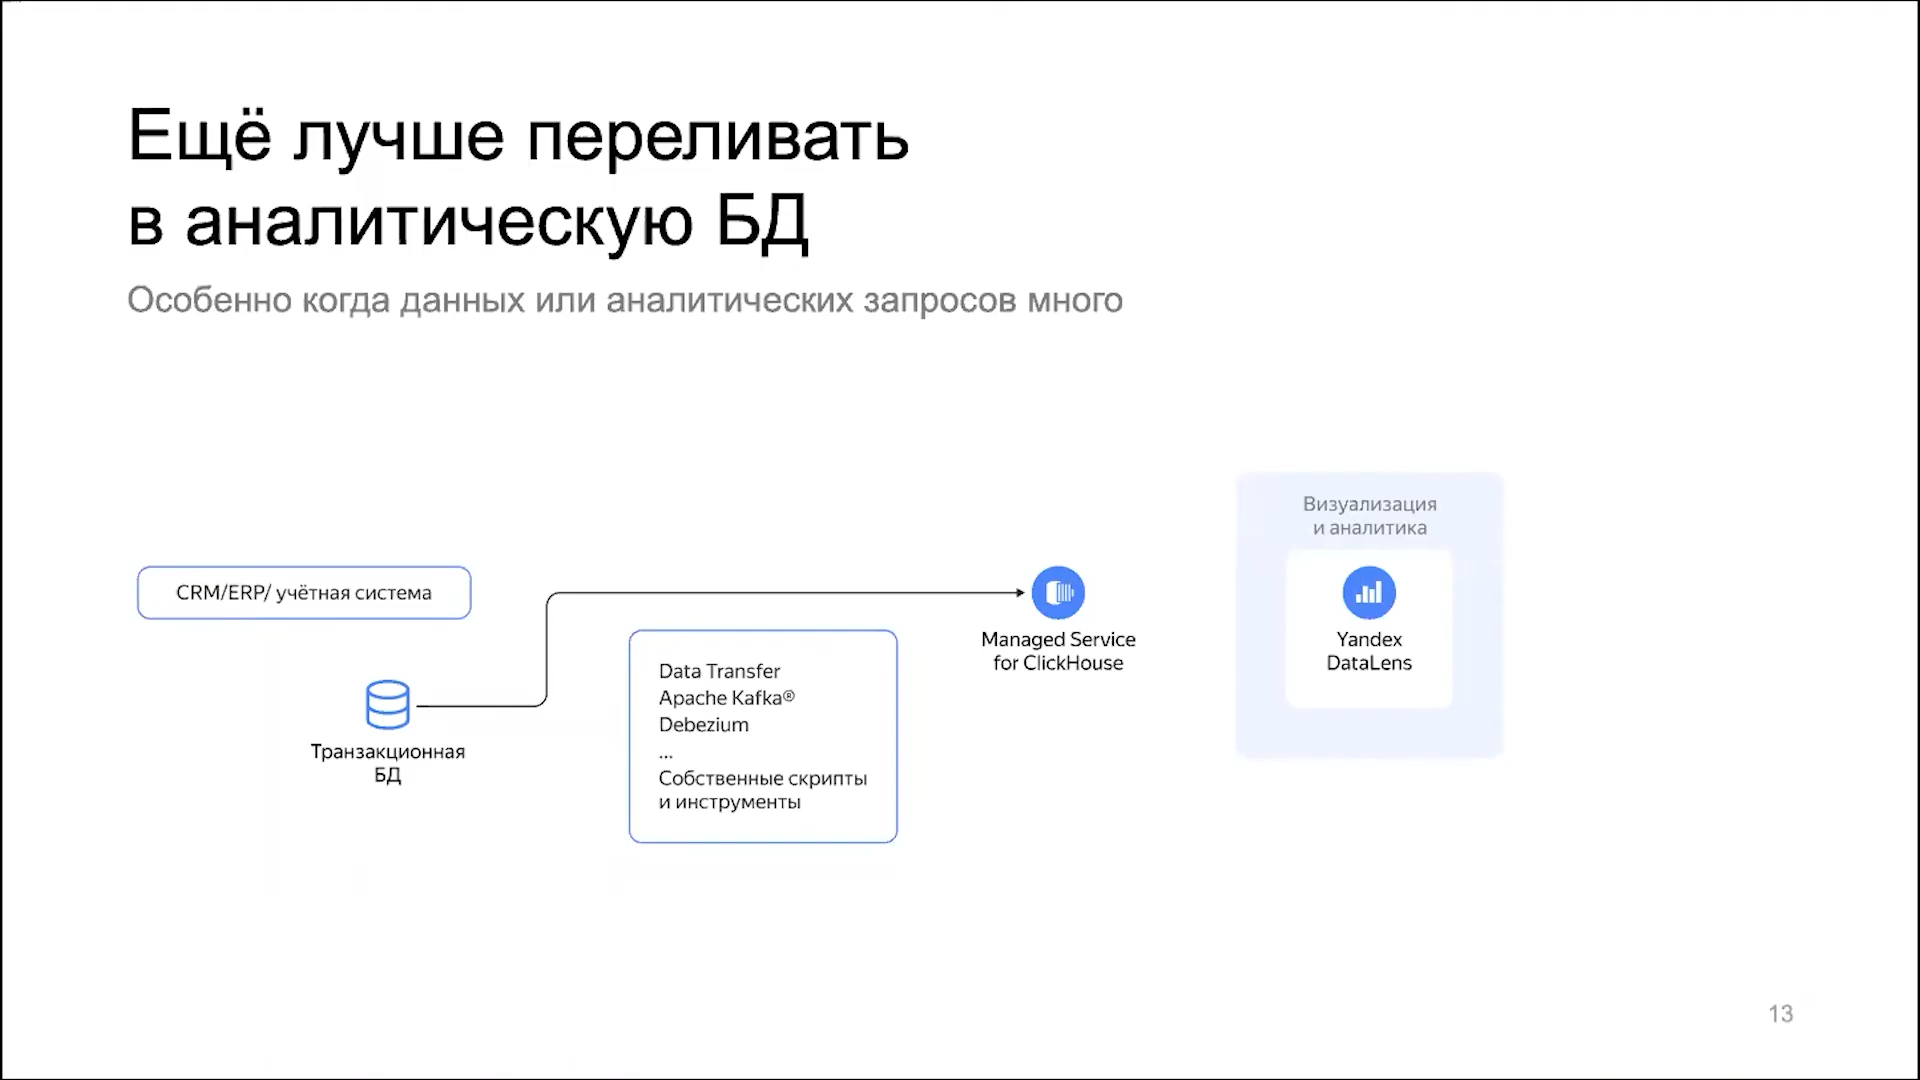 Ещё лучше переливать
в аналитическую БД
Особенно когда данных или аналитических запросов много
CRM/ERP/ учётная система
Транзакционная
БД
Data Transfer
Apache Kafka®
Debezium
...
Собственные скрипты
и инструменты
Managed Service
for ClickHouse
Визуализация
и аналитика
Yandex
DataLens
13